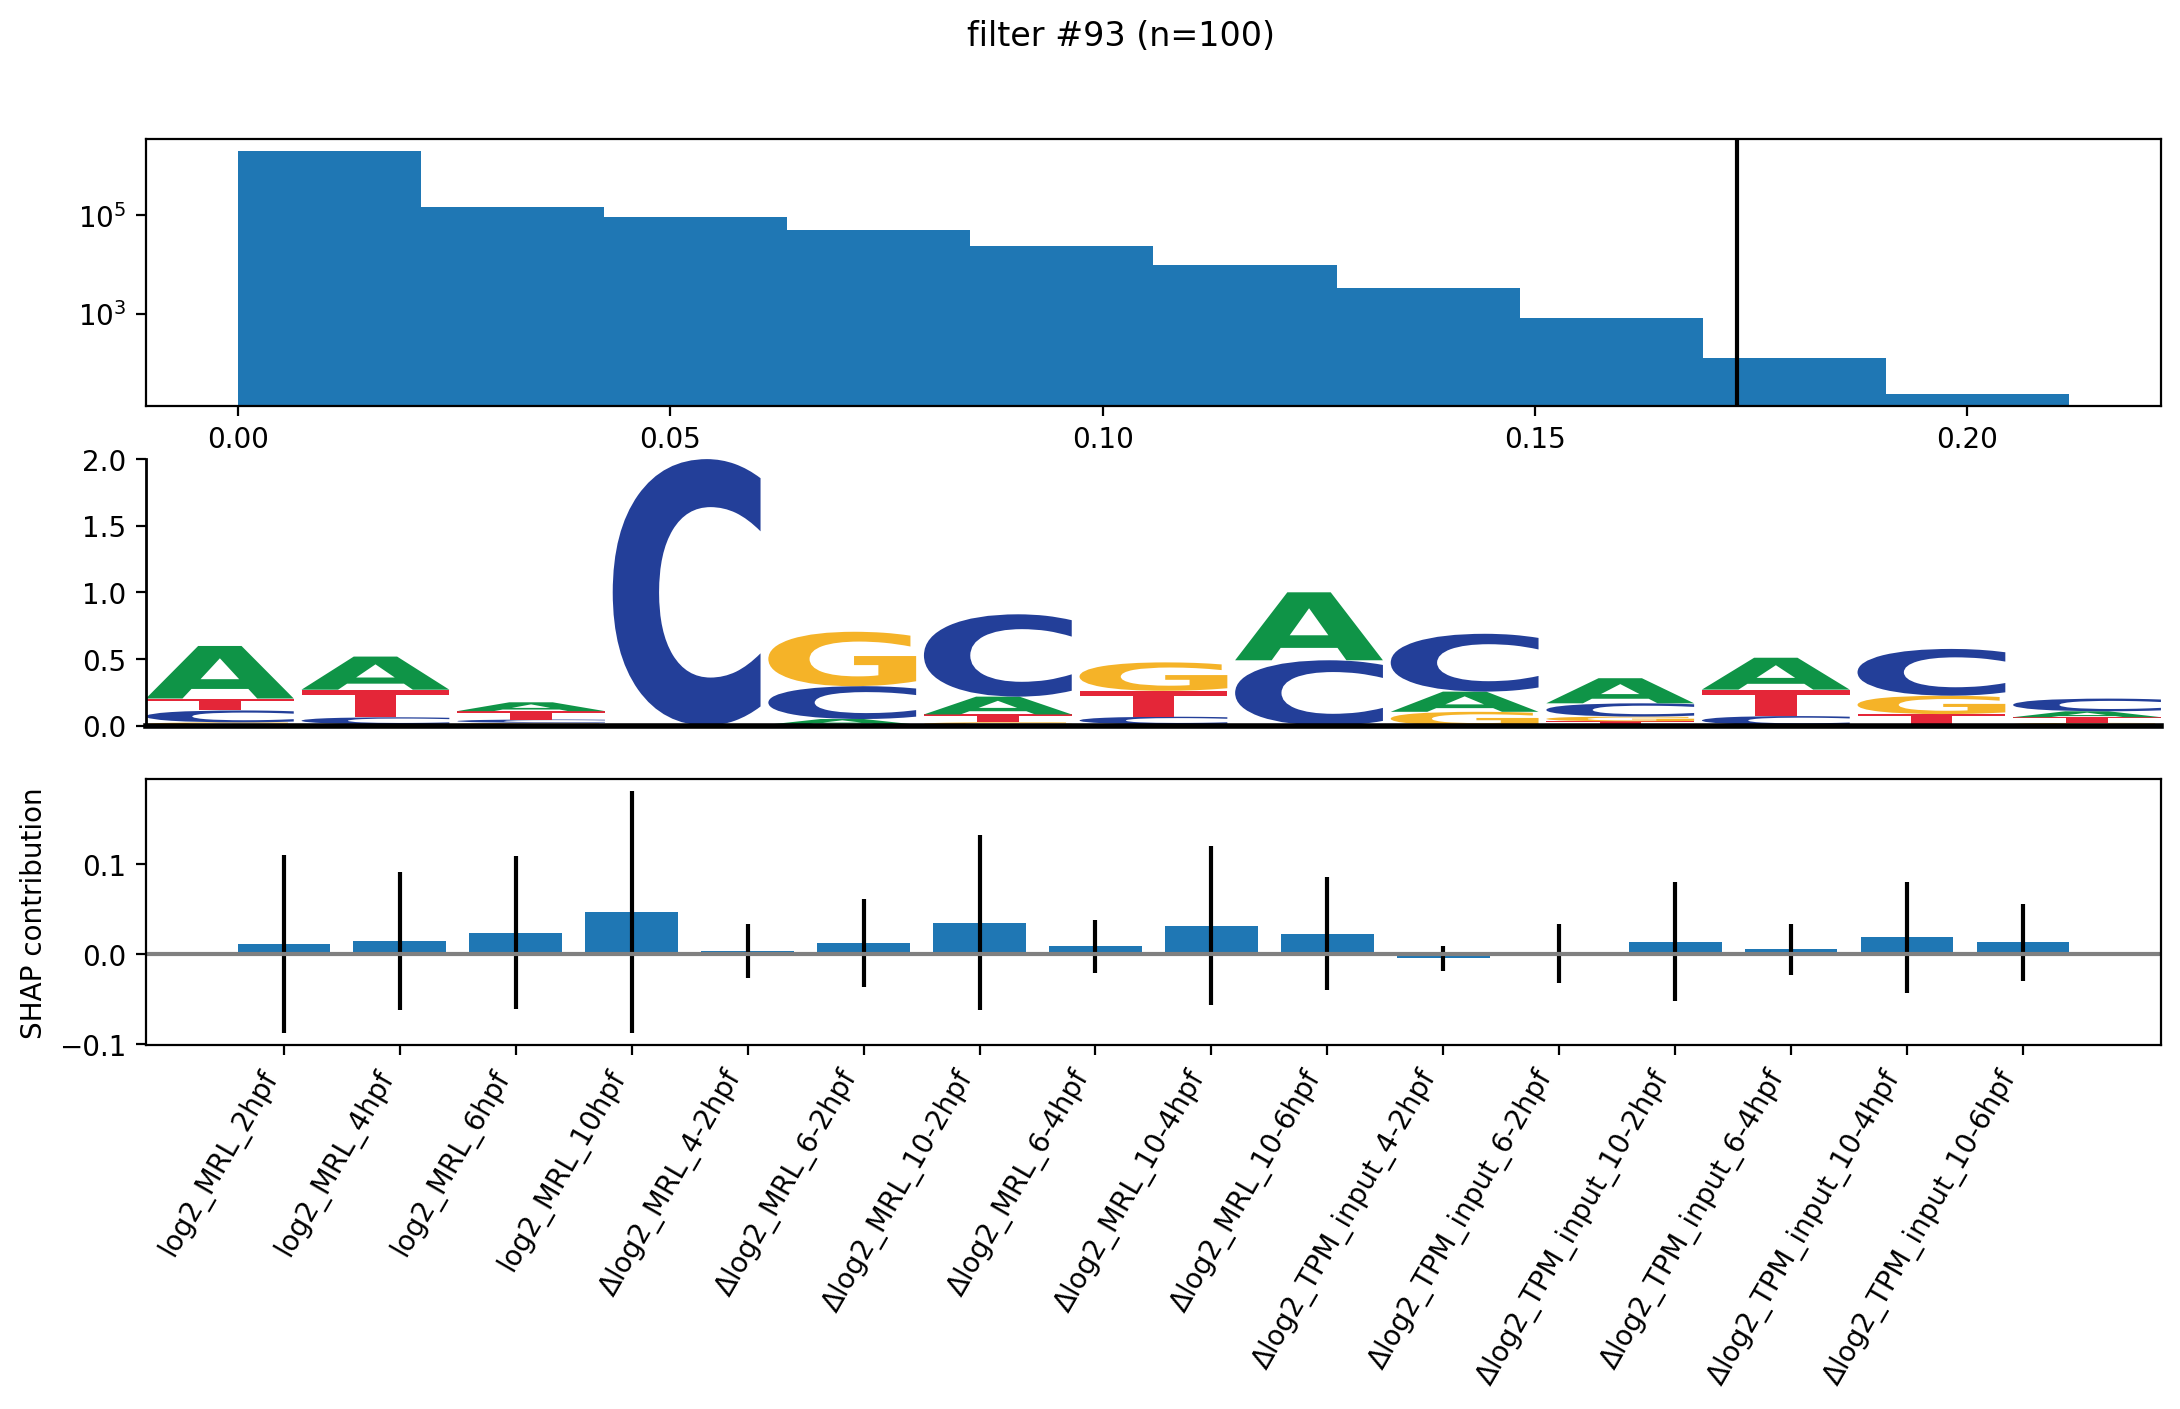 filter #93 (n=100)
10^5
10^3
0.00 0.05 0.10 0.15 0.20
2.0
1.5
1.0
0.5
0.0
SHAP contribution
0.1
0.0
−0.1
log2_MRL_2hpf
log2_MRL_4hpf
log2_MRL_6hpf
log2_MRL_10hpf
Δlog2_MRL_4-2hpf
Δlog2_MRL_6-2hpf
Δlog2_MRL_10-2hpf
Δlog2_MRL_6-4hpf
Δlog2_MRL_10-4hpf
Δlog2_MRL_10-6hpf
Δlog2_TPM_input_4-2hpf
Δlog2_TPM_input_6-2hpf
Δlog2_TPM_input_10-2hpf
Δlog2_TPM_input_6-4hpf
Δlog2_TPM_input_10-4hpf
Δlog2_TPM_input_10-6hpf